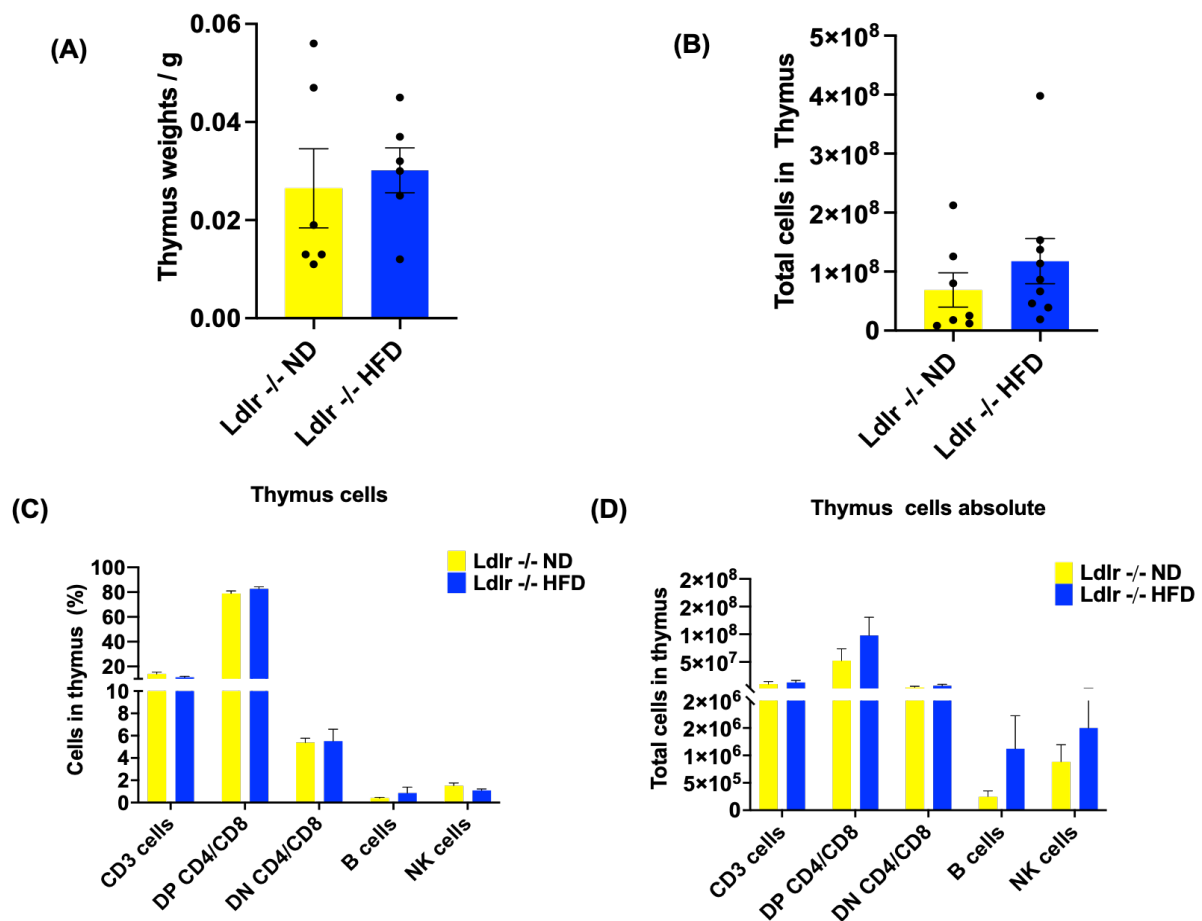 (A)
Thymus weights / g
0.06
0.04
0.02
0.00
Ldlr -/- ND
Ldlr -/- HFD
(B)
Total cells in Thymus
5×10⁸
4×10⁸
3×10⁸
2×10⁸
1×10⁸
0
Ldlr -/- ND
Ldlr -/- HFD
(C)
Thymus cells
Ldlr -/- ND
Ldlr -/- HFD
Cells in thymus (%)
100
80
60
40
20
10
8
6
4
2
0
CD3 cells
DP CD4/CD8
DN CD4/CD8
B cells
NK cells
(D)
Thymus cells absolute
Ldlr -/- ND
Ldlr -/- HFD
Total cells in thymus
2×10⁸
2×10⁸
1×10⁸
5×10⁷
2×10⁶
2×10⁶
1×10⁶
5×10⁵
0
CD3 cells
DP CD4/CD8
DN CD4/CD8
B cells
NK cells